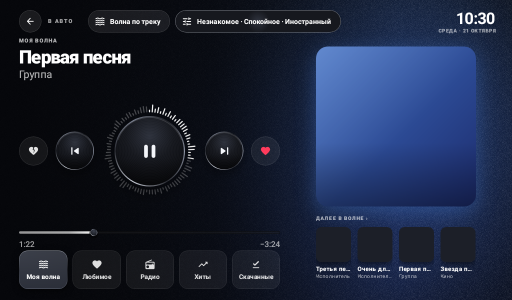 В АВТО
Волна по треку
Незнакомое · Спокойное · Иностранный
10:30
СРЕДА · 21 ОКТЯБРЯ
МОЯ ВОЛНА
Первая песня
Группа
1:22
−3:24
Моя волна
Любимое
Радио
Хиты
Скачанные
ДАЛЕЕ В ВОЛНЕ ›
Третья пе...
Исполнитель
Очень дл...
Исполнител...
Первая п...
Группа
Звезда п...
Кино